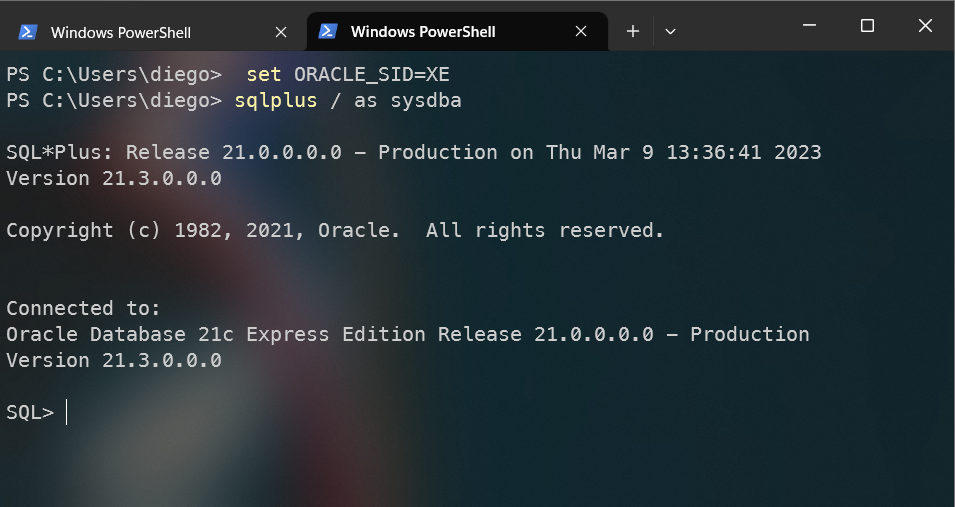 Windows PowerShell
Windows PowerShell
PS C:\Users\diego>  set ORACLE_SID=XE
PS C:\Users\diego> sqlplus / as sysdba
SQL*Plus: Release 21.0.0.0.0 – Production on Thu Mar 9 13:36:41 2023
Version 21.3.0.0.0
Copyright (c) 1982, 2021, Oracle.  All rights reserved.
Connected to:
Oracle Database 21c Express Edition Release 21.0.0.0.0 – Production
Version 21.3.0.0.0
SQL>